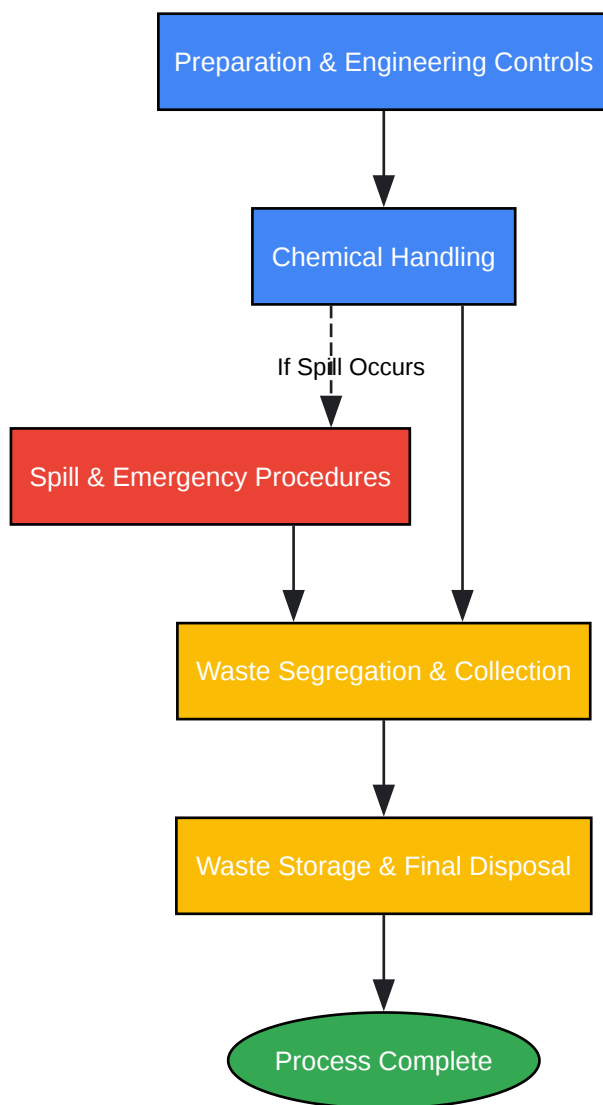 Preparation & Engineering Controls
Chemical Handling
If Spill Occurs
Spill & Emergency Procedures
Waste Segregation & Collection
Waste Storage & Final Disposal
Process Complete